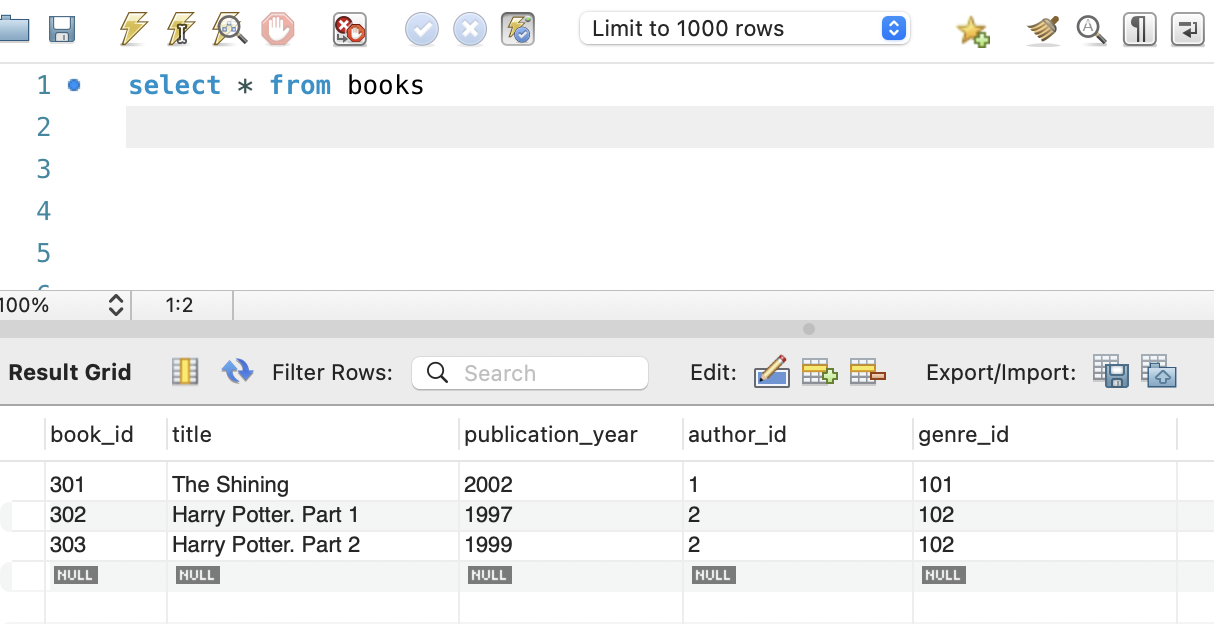 Limit to 1000 rows
1 select * from books
2
3
4
5
100% 1:2
Result Grid Filter Rows: Search Edit: Export/Import:
book_id title publication_year author_id genre_id
301 The Shining 2002 1 101
302 Harry Potter. Part 1 1997 2 102
303 Harry Potter. Part 2 1999 2 102
NULL NULL NULL NULL NULL